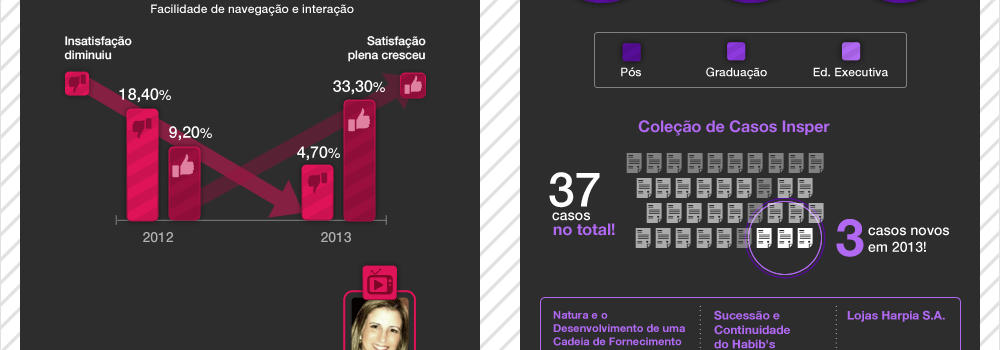 Facilidade de navegação e interação
Insatisfação
diminuiu
Satisfação
plena cresceu
18,40%
9,20%
4,70%
33,30%
2012
2013
Pós
Graduação
Ed. Executiva
Coleção de Casos Insper
37
casos
no total!
3
casos novos
em 2013!
Natura e o
Desenvolvimento de uma
Cadeia de Fornecimento
Sucessão e
Continuidade
do Habib's
Lojas Harpia S.A.